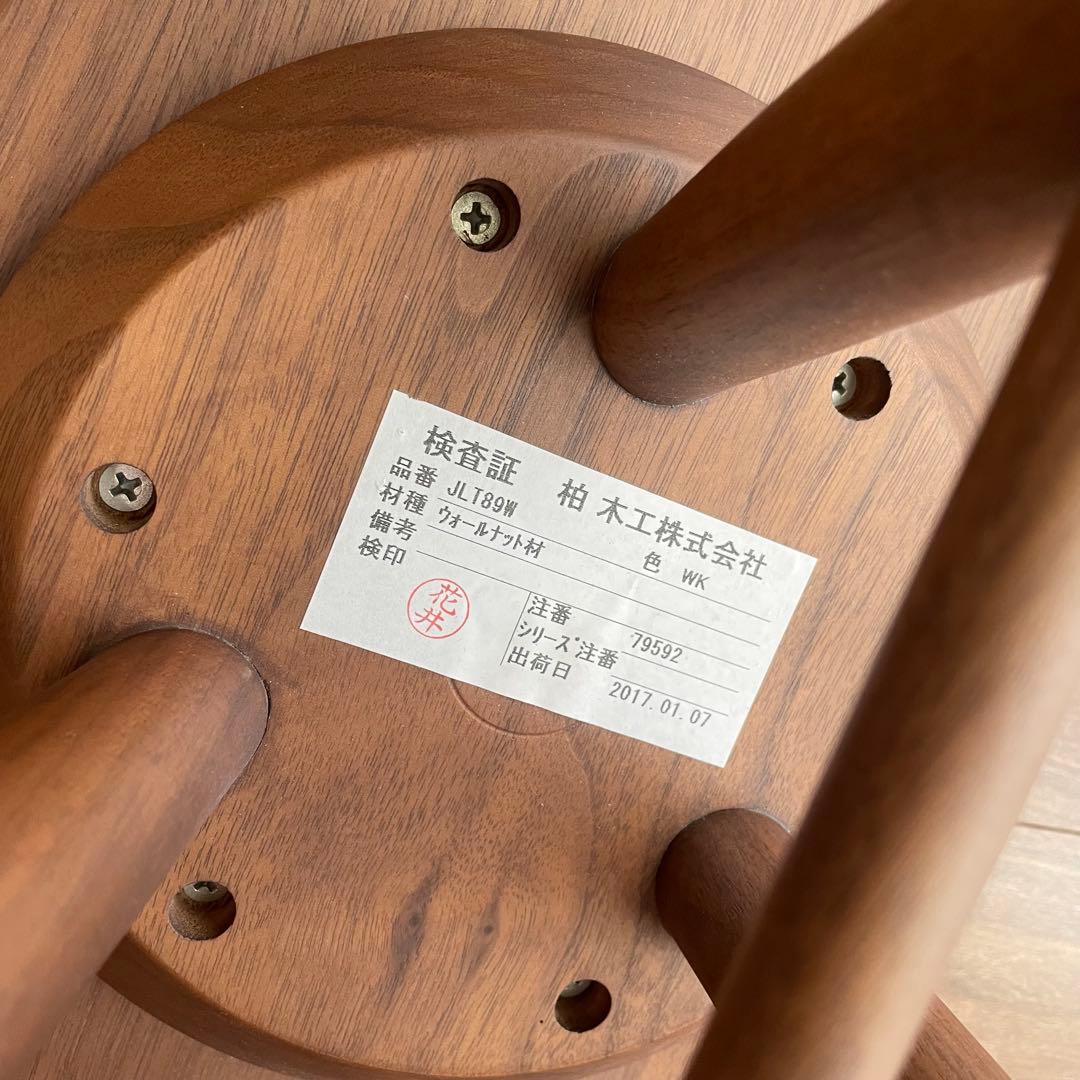 検査証 柏木工株式会社
品番 JLT89W
材種 ウォールナット材 色 WK
備考
検印
花井
注番 79592
シリーズ注番
出荷日 2017.01.07